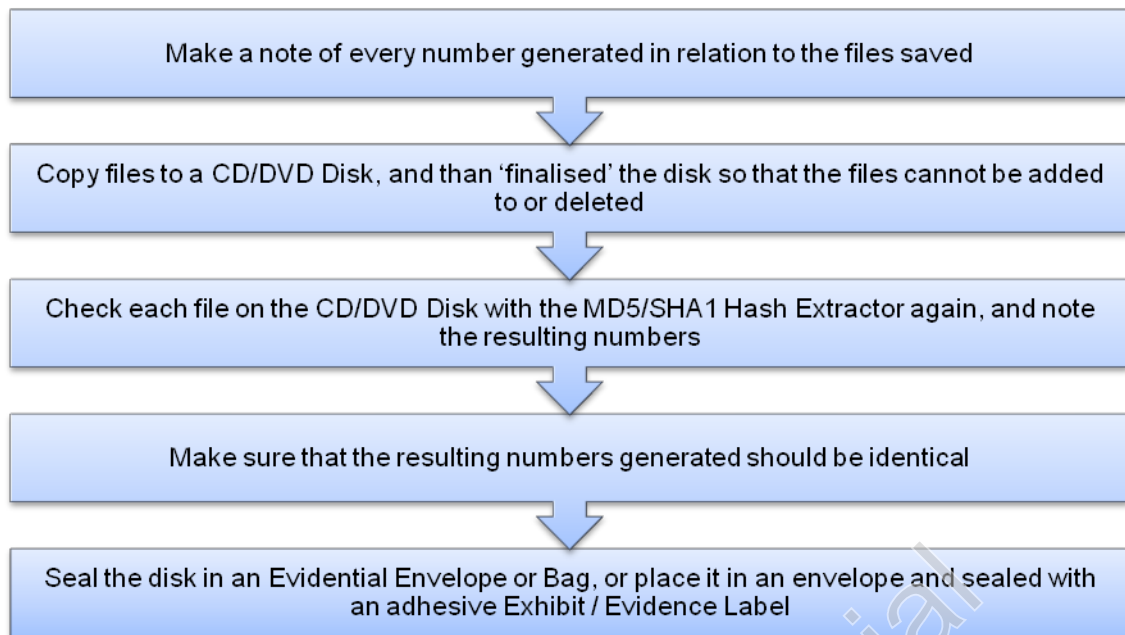 Make a note of every number generated in relation to the files saved
Copy files to a CD/DVD Disk, and than ‘finalised’ the disk so that the files cannot be added
to or deleted
Check each file on the CD/DVD Disk with the MD5/SHA1 Hash Extractor again, and note
the resulting numbers
Make sure that the resulting numbers generated should be identical
Seal the disk in an Evidential Envelope or Bag, or place it in an envelope and sealed with
an adhesive Exhibit / Evidence Label